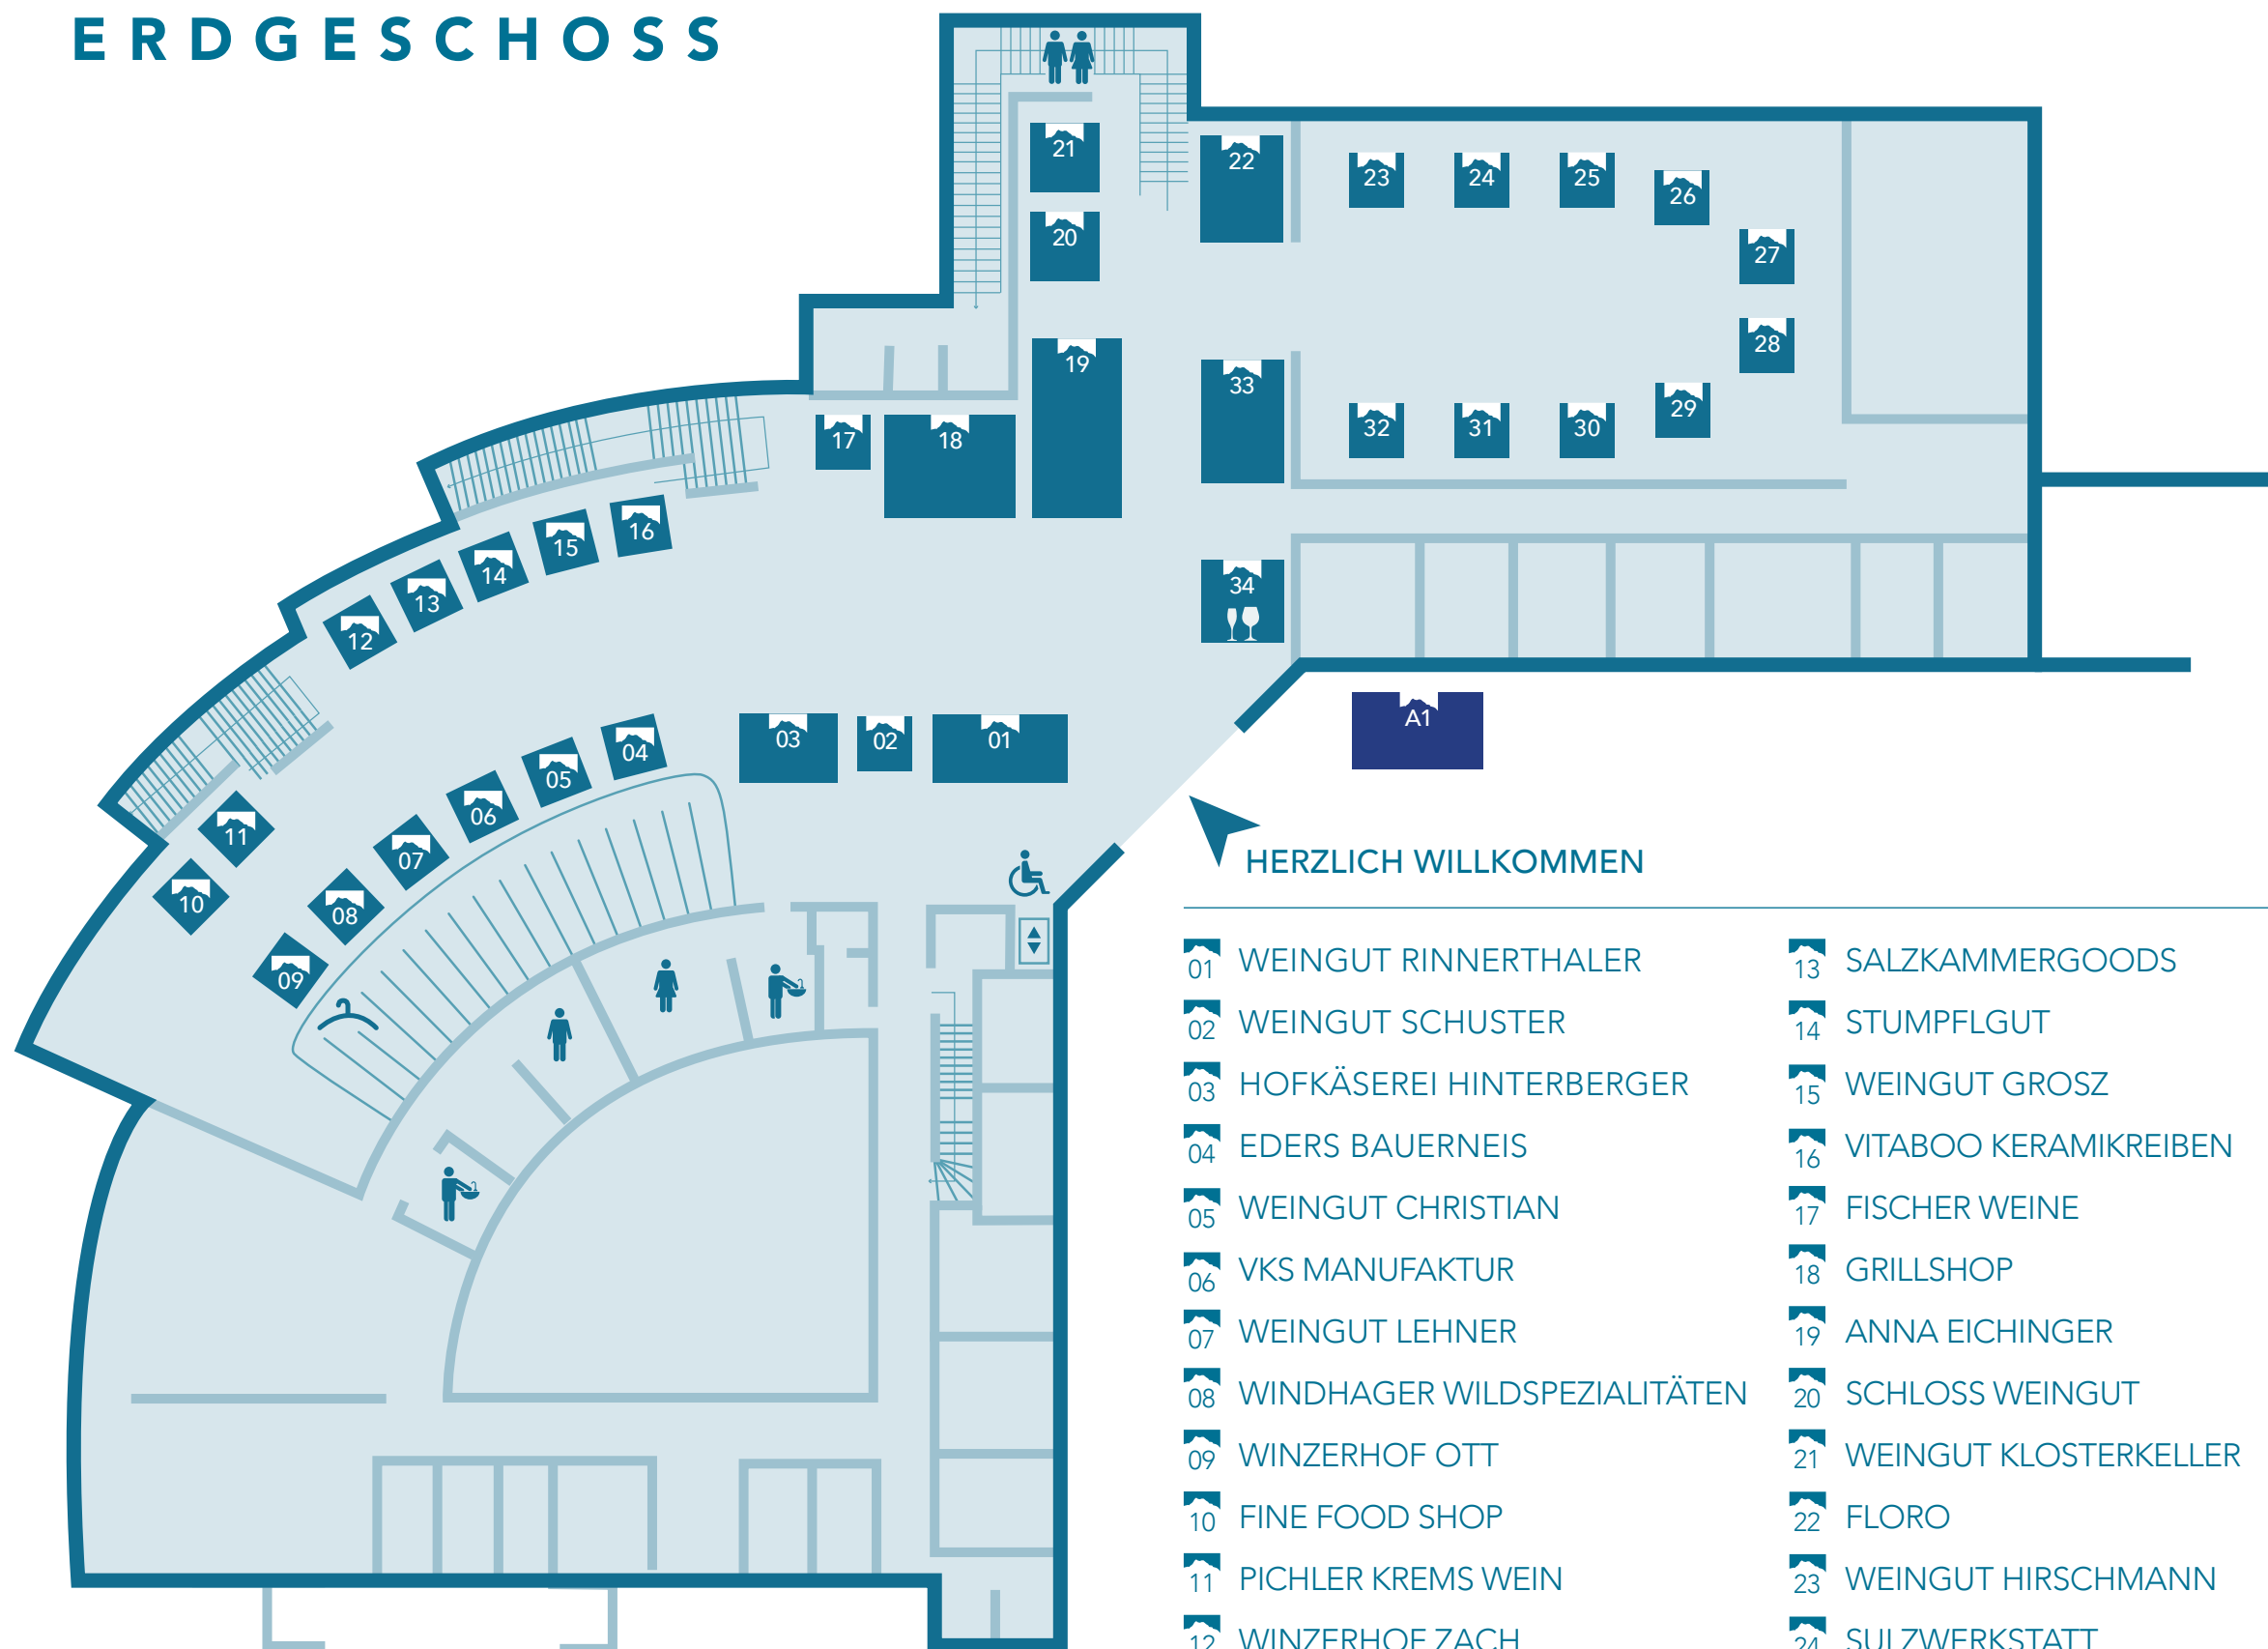 ERDGESCHOSS
21
22
23
24
25
26
20
27
28
19
33
29
17
18
32
31
30
16
15
14
13
12
34
A1
04
03
02
01
05
06
07
11
10
08
09
HERZLICH WILLKOMMEN
01 WEINGUT RINNERTHALER
02 WEINGUT SCHUSTER
03 HOFKÄSEREI HINTERBERGER
04 EDERS BAUERNEIS
05 WEINGUT CHRISTIAN
06 VKS MANUFAKTUR
07 WEINGUT LEHNER
08 WINDHAGER WILDSPEZIALITÄTEN
09 WINZERHOF OTT
10 FINE FOOD SHOP
11 PICHLER KREMS WEIN
12 WINZERHOF ZACH
13 SALZKAMMERGOODS
14 STUMPFLGUT
15 WEINGUT GROSZ
16 VITABOO KERAMIKREIBEN
17 FISCHER WEINE
18 GRILLSHOP
19 ANNA EICHINGER
20 SCHLOSS WEINGUT
21 WEINGUT KLOSTERKELLER
22 FLORO
23 WEINGUT HIRSCHMANN
24 SULZWERKSTATT